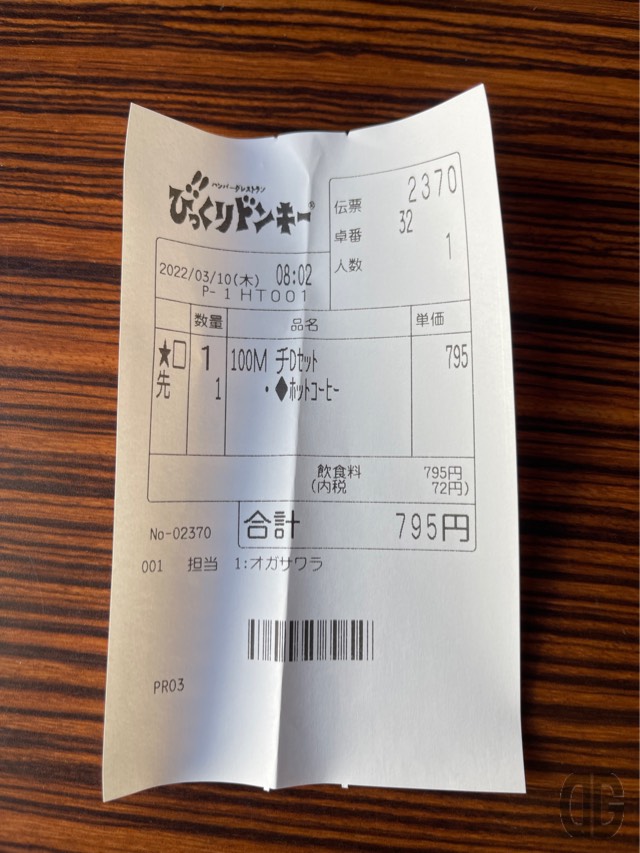 ハンバーグレストラン
びっくりドンキー®
伝票 2370
卓番 32
人数 1
2022/03/10(木) 08:02
P- 1 HT001
数量 品名 単価
★□ 1 100M チDセット 795
先 1 ・◆ホットコーヒー
飲食料 795円
(内税 72円)
No-02370 合計 795円
001 担当 1:オガサワラ
PR03